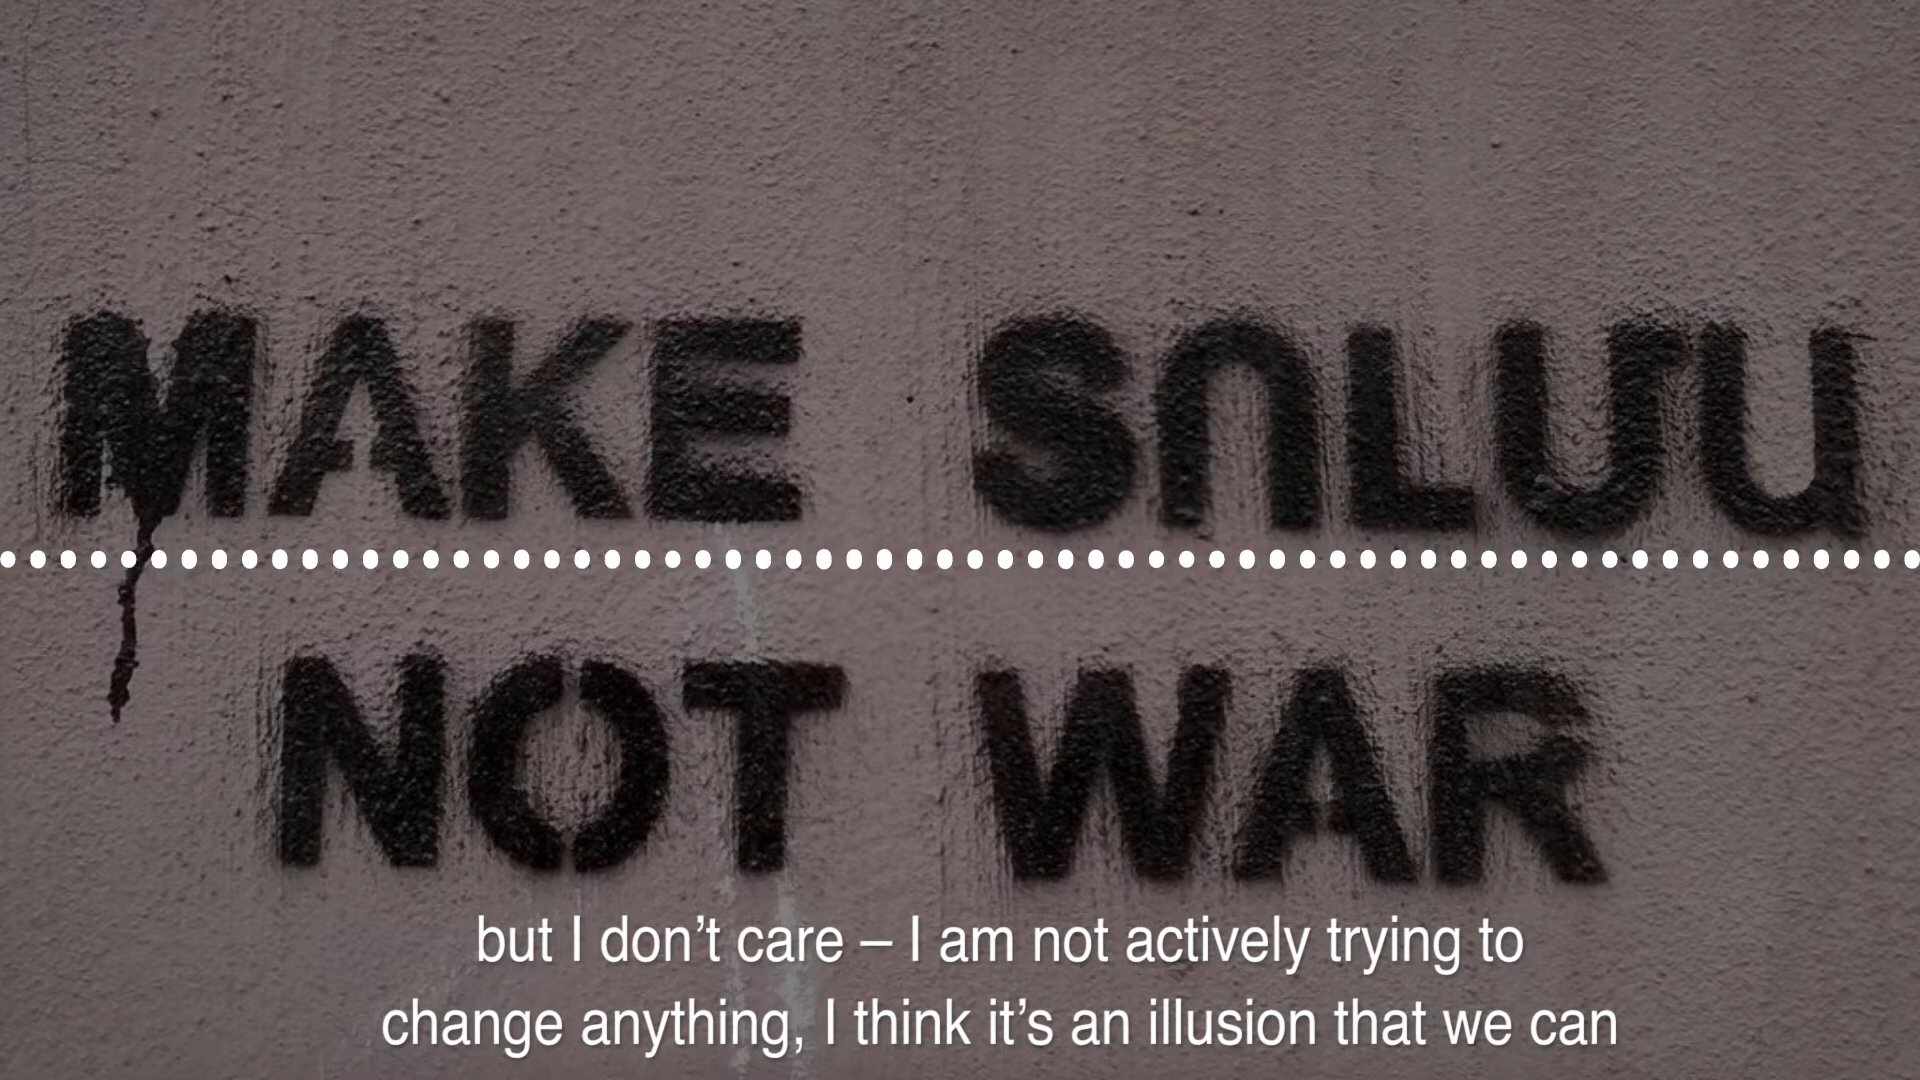 MAKE SՈԼՍՍ
NOT WAR
but I don’t care – I am not actively trying to
change anything, I think it’s an illusion that we can